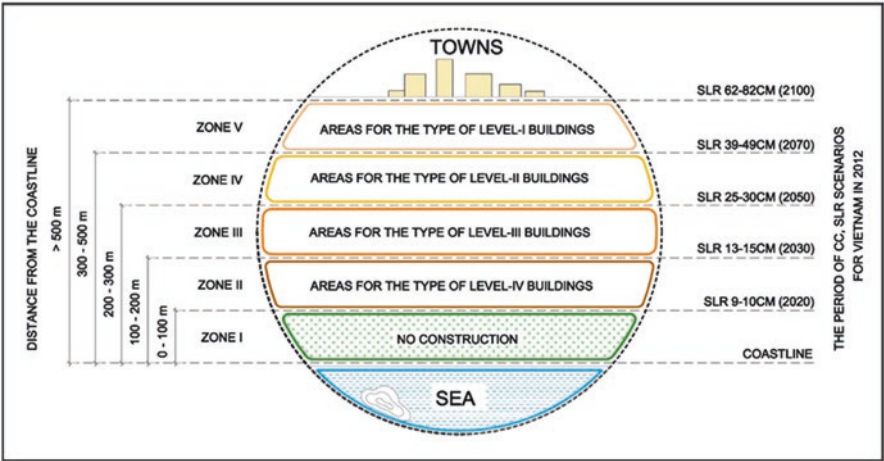 TOWNS
SLR 62-82CM (2100)
ZONE V
AREAS FOR THE TYPE OF LEVEL-I BUILDINGS
SLR 39-49CM (2070)
ZONE IV
AREAS FOR THE TYPE OF LEVEL-II BUILDINGS
SLR 25-30CM (2050)
ZONE III
AREAS FOR THE TYPE OF LEVEL-III BUILDINGS
SLR 13-15CM (2030)
ZONE II
AREAS FOR THE TYPE OF LEVEL-IV BUILDINGS
SLR 9-10CM (2020)
ZONE I
NO CONSTRUCTION
COASTLINE
SEA
DISTANCE FROM THE COASTLINE
> 500 m
300 - 500 m
200 - 300 m
100 - 200 m
0 - 100 m
THE PERIOD OF CC, SLR SCENARIOS
FOR VIETNAM IN 2012